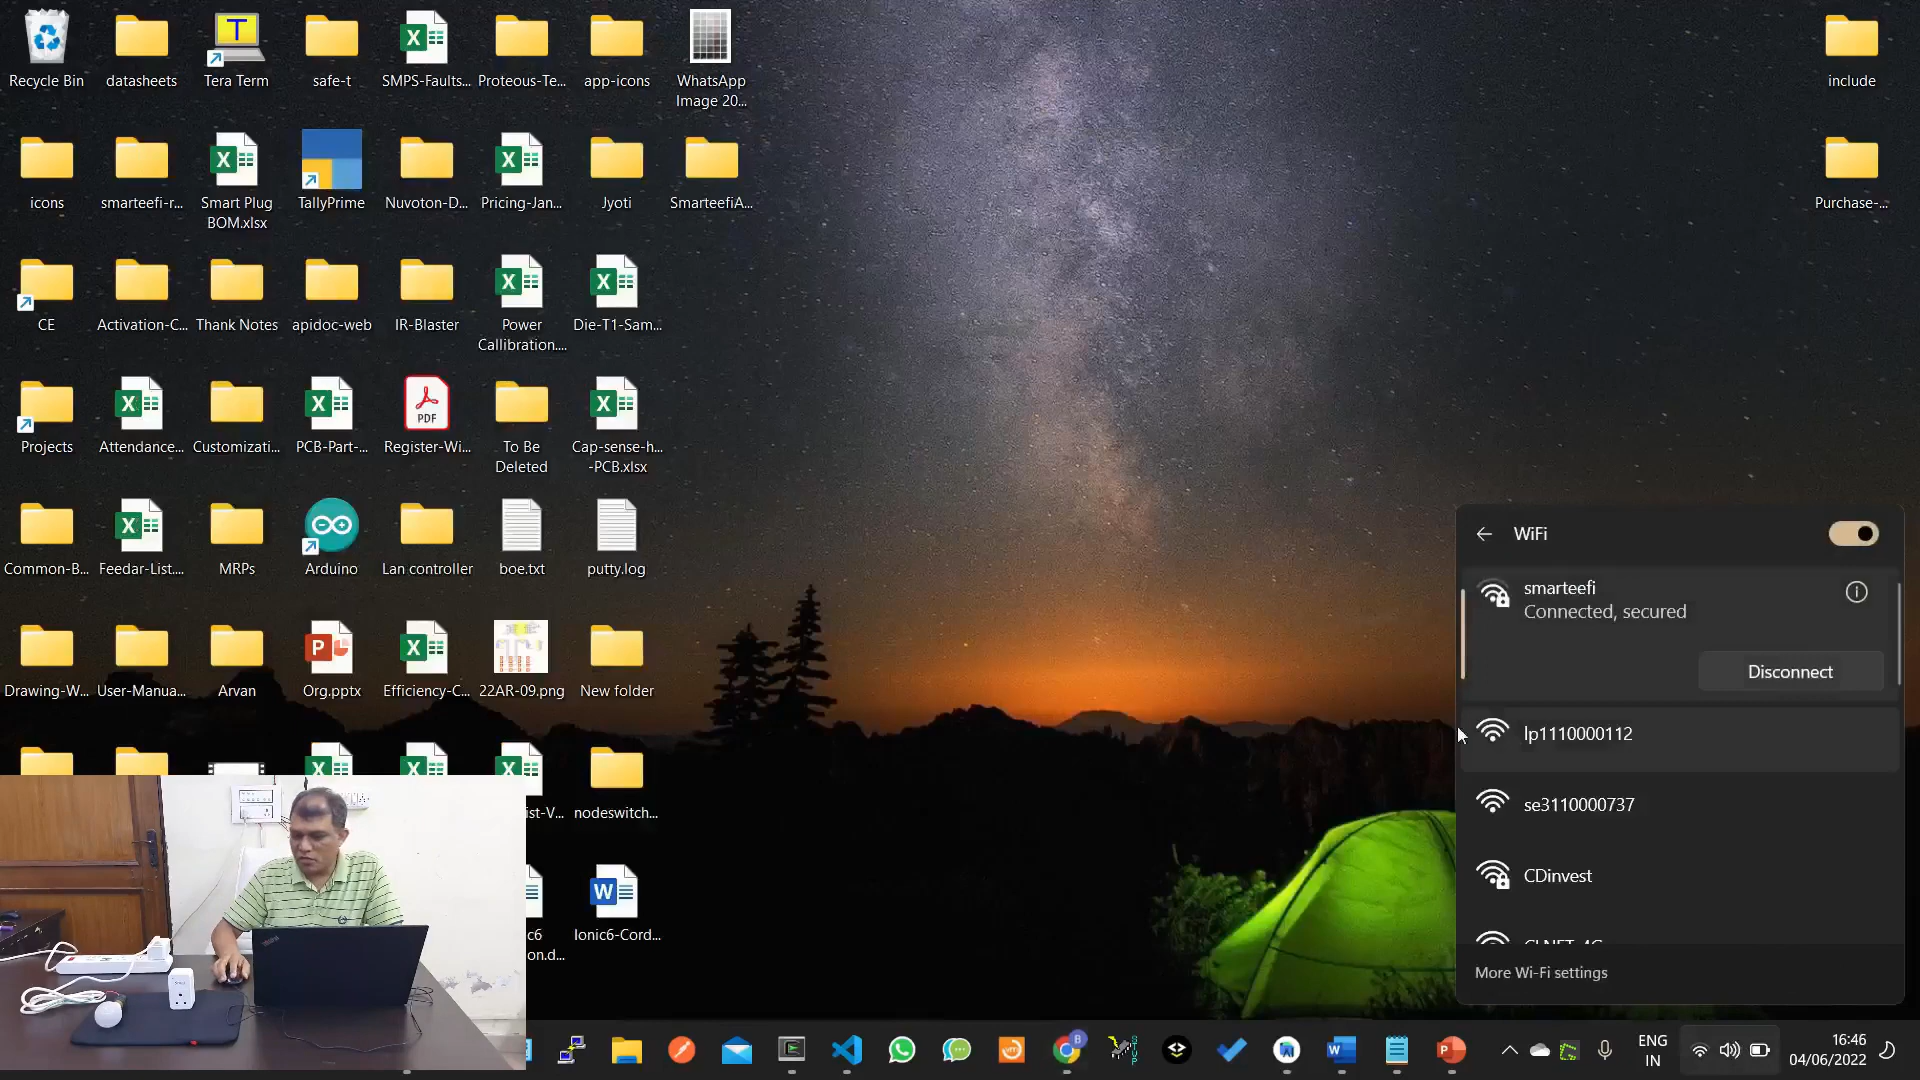 Recycle Bin
datasheets
Tera Term
safe-t
SMPS-Faults...
Proteous-Te...
app-icons
WhatsApp
Image 20...
include
icons
smarteefi-r...
Smart Plug
BOM.xlsx
TallyPrime
Nuvoton-D...
Pricing-Jan...
Jyoti
SmarteefiA...
Purchase-...
CE
Activation-C...
Thank Notes
apidoc-web
IR-Blaster
Power
Callibration....
Die-T1-Sam...
Projects
Attendance...
Customizati...
PCB-Part-...
PDF
Register-Wi...
To Be
Deleted
Cap-sense-h...
-PCB.xlsx
Common-B...
Feedar-List....
MRPs
Arduino
Lan controller
boe.txt
putty.log
Drawing-W...
User-Manua...
Arvan
Org.pptx
Efficiency-C...
22AR-09.png
New folder
ist-V...
nodeswitch...
c6
on.d...
Ionic6-Cord...
WiFi
smarteefi
Connected, secured
Disconnect
lp1110000112
se3110000737
CDinvest
More Wi-Fi settings
ENG
IN
16:46
04/06/2022